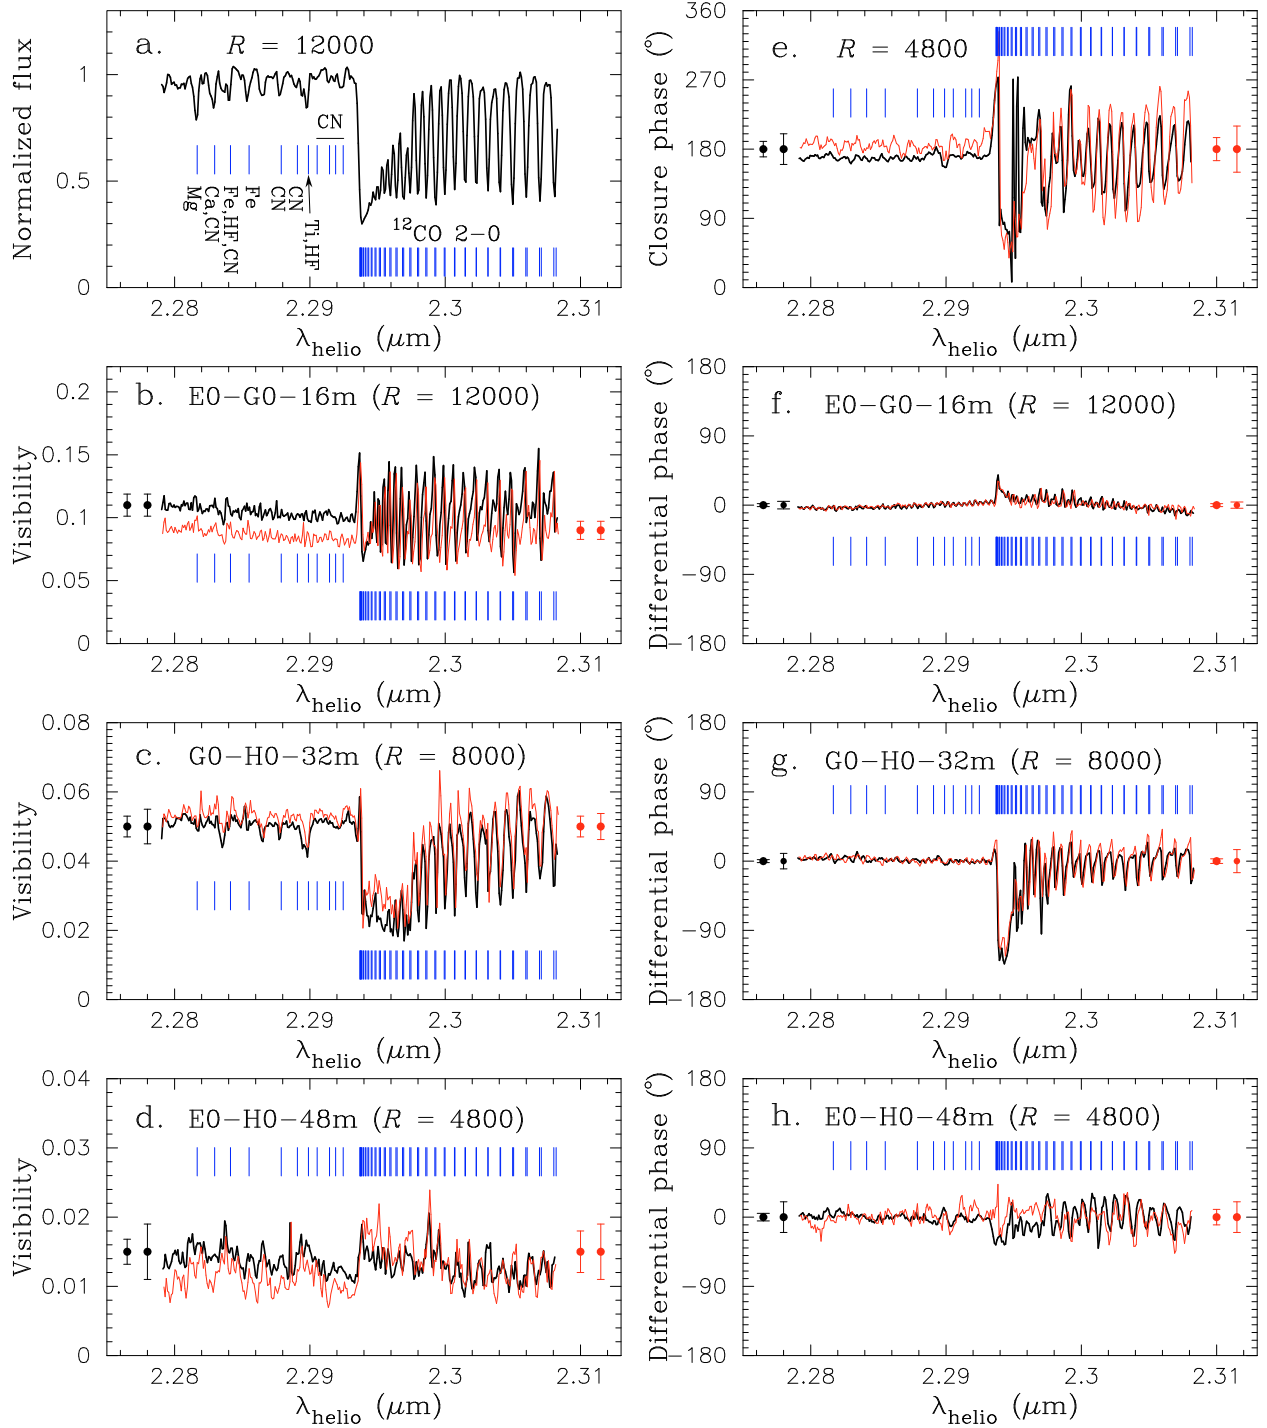 a. R = 12000
Normalized flux
1
0.5
0
CN
Mg
Ca,CN
Fe,HF,CN
Fe
CN
CN
Ti,HF
¹²CO 2−0
2.28 2.29 2.3 2.31
λhelio (μm)
b. E0−G0−16m (R = 12000)
Visibility
0.2
0.15
0.1
0.05
0
2.28 2.29 2.3 2.31
λhelio (μm)
c. G0−H0−32m (R = 8000)
Visibility
0.08
0.06
0.04
0.02
0
2.28 2.29 2.3 2.31
λhelio (μm)
d. E0−H0−48m (R = 4800)
Visibility
0.04
0.03
0.02
0.01
0
2.28 2.29 2.3 2.31
λhelio (μm)
e. R = 4800
Closure phase (°)
360
270
180
90
0
2.28 2.29 2.3 2.31
λhelio (μm)
f. E0−G0−16m (R = 12000)
Differential phase (°)
180
90
0
−90
−180
2.28 2.29 2.3 2.31
λhelio (μm)
g. G0−H0−32m (R = 8000)
Differential phase (°)
180
90
0
−90
−180
2.28 2.29 2.3 2.31
λhelio (μm)
h. E0−H0−48m (R = 4800)
Differential phase (°)
180
90
0
−90
−180
2.28 2.29 2.3 2.31
λhelio (μm)